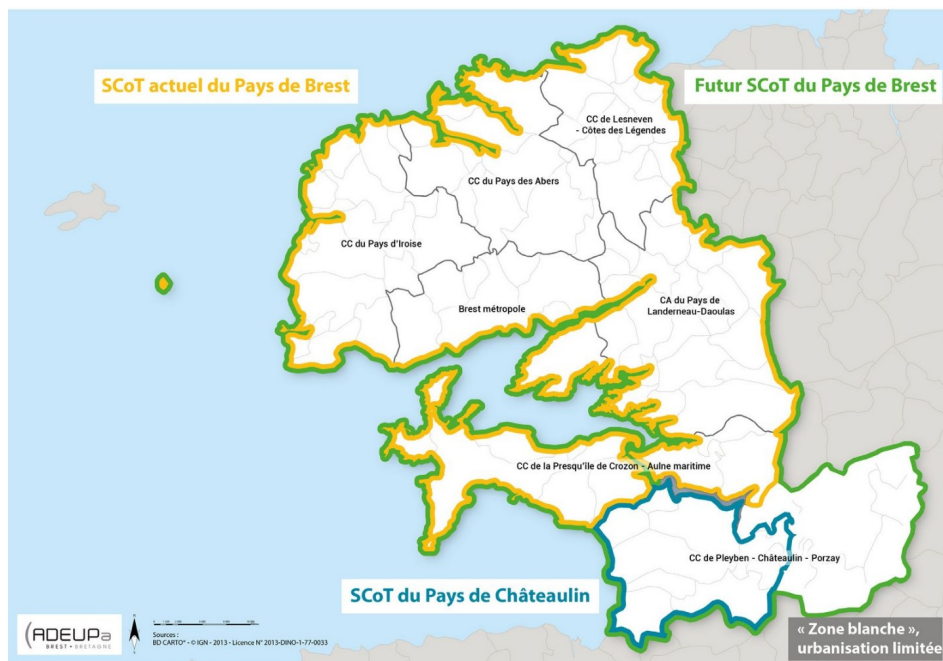 SCoT actuel du Pays de Brest
Futur SCoT du Pays de Brest
CC de Lesneven
- Côtes des Légendes
CC du Pays des Abers
CC du Pays d'Iroise
Brest métropole
CA du Pays de
Landerneau-Daoulas
CC de la Presqu'île de Crozon - Aulne maritime
CC de Pleyben - Châteaulin - Porzay
SCoT du Pays de Châteaulin
« Zone blanche »,
urbanisation limitée
ADEUPa
BREST • BRETAGNE
N
Sources :
BD CARTO® - © IGN - 2013 - Licence N° 2013-DINO-1-77-0033